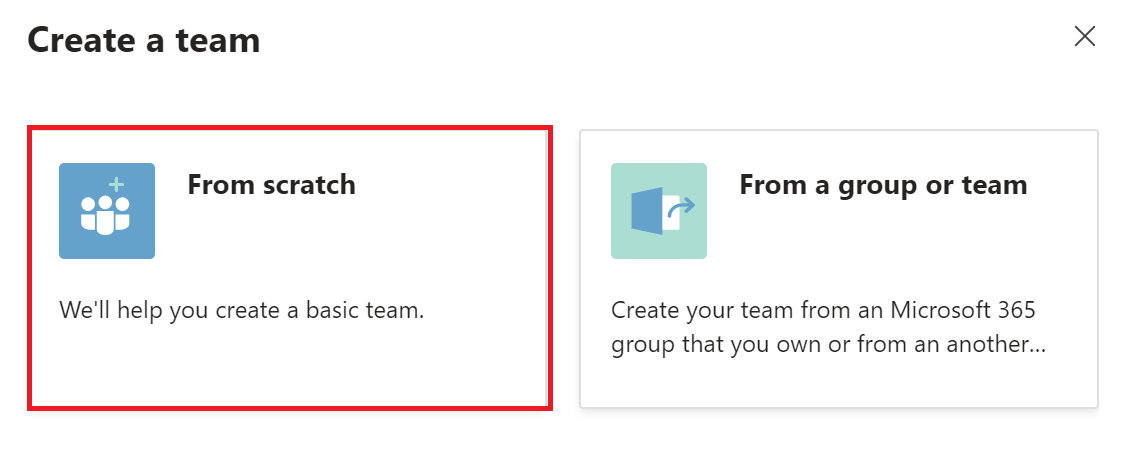 Create a team
From scratch
We'll help you create a basic team.
From a group or team
Create your team from an Microsoft 365
group that you own or from an another...